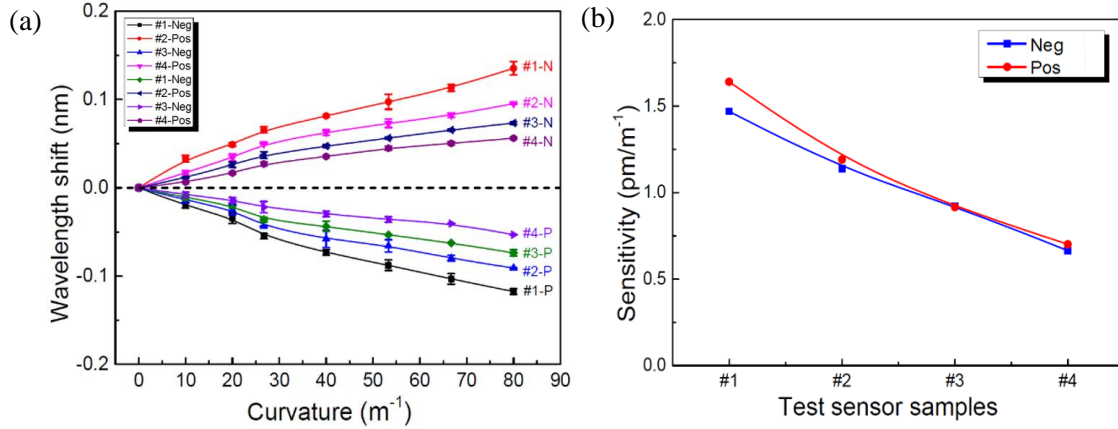 (a)
0.2
0.1
0.0
-0.1
-0.2
Wavelength shift (nm)
#1-Neg
#2-Pos
#3-Neg
#4-Pos
#1-Neg
#2-Pos
#3-Neg
#4-Pos
#1-N
#2-N
#3-N
#4-N
#4-P
#3-P
#2-P
#1-P
0 10 20 30 40 50 60 70 80 90
Curvature (m⁻¹)
(b)
2.0
1.5
1.0
0.5
0.0
Sensitivity (pm/m⁻¹)
Neg
Pos
#1 #2 #3 #4
Test sensor samples